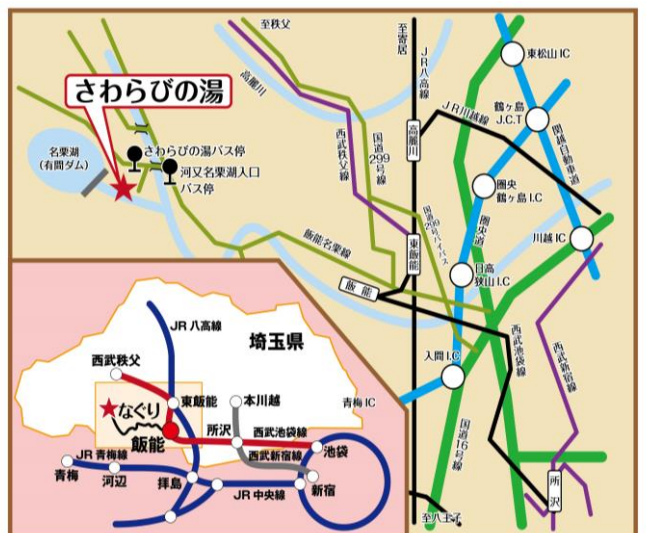 至秩父
高麗川
さわらびの湯
名栗湖
(有間ダム)
さわらびの湯バス停
河又名栗湖入口
バス停
飯能名栗線
西武秩父線
国道299号線
国道299号バイパス
至寄居
JR八高線
高麗川
JR川越線
東飯能
飯能
東松山IC
鶴ヶ島
J.C.T
関越自動車道
圏央
鶴ヶ島I.C
圏央道
川越IC
日高
狭山I.C
入間I.C
西武池袋線
西武新宿線
国道16号線
所沢
至八王子
青梅IC
JR八高線
埼玉県
西武秩父
東飯能
本川越
なぐり
飯能
所沢
西武池袋線
西武新宿線
池袋
新宿
JR青梅線
青梅
河辺
拝島
JR中央線